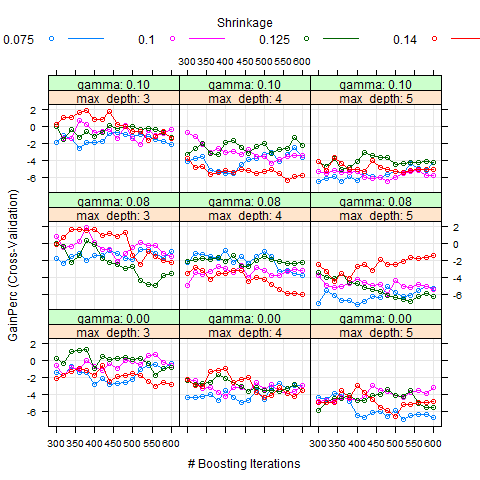 Shrinkage
0.075 0.1 0.125 0.14
300 350 400 450 500 550 600
gamma: 0.10 gamma: 0.10 gamma: 0.10
max_depth: 3 max_depth: 4 max_depth: 5
2
0
-2
-4
-6
gamma: 0.08 gamma: 0.08 gamma: 0.08
max_depth: 3 max_depth: 4 max_depth: 5
2
0
-2
-4
-6
gamma: 0.00 gamma: 0.00 gamma: 0.00
max_depth: 3 max_depth: 4 max_depth: 5
2
0
-2
-4
-6
300 350 400 450 500 550 600 300 350 400 450 500 550 600
GainPerc (Cross-Validation)
# Boosting Iterations